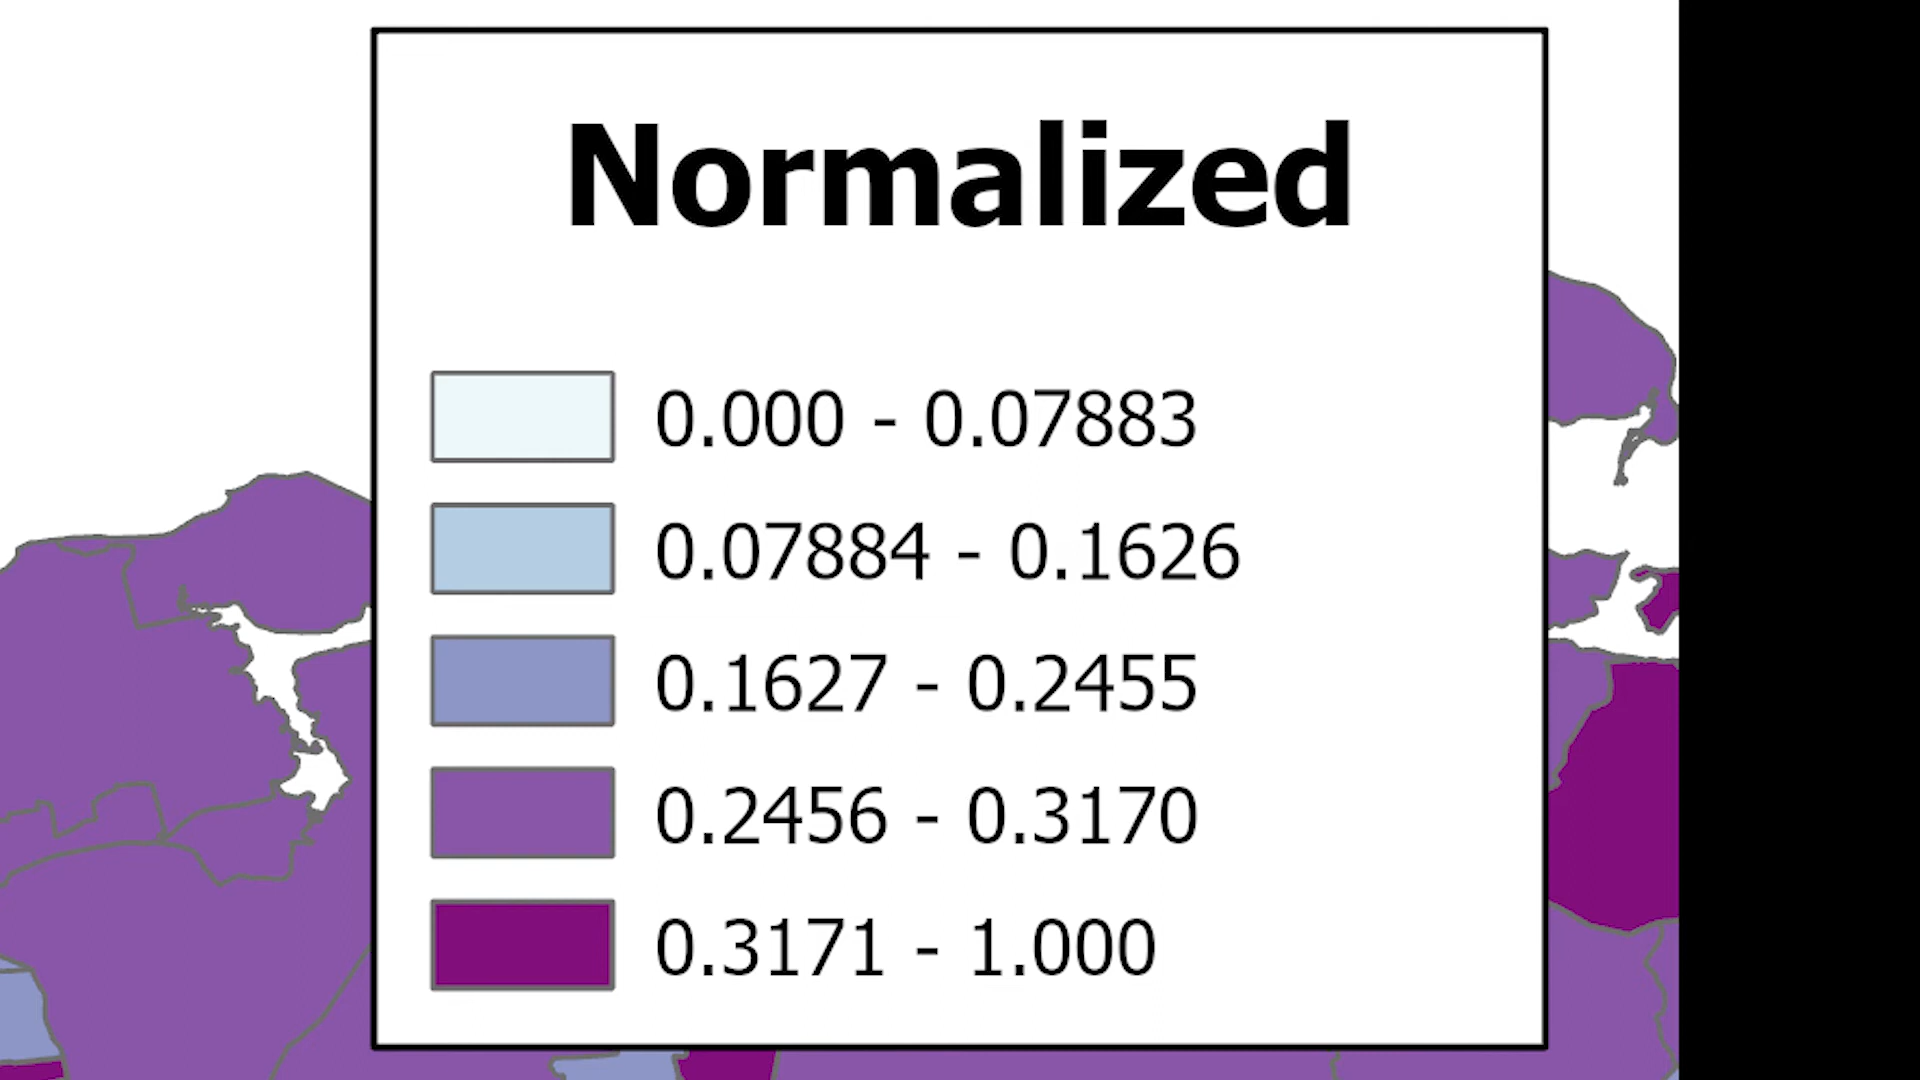 Normalized
0.000 - 0.07883
0.07884 - 0.1626
0.1627 - 0.2455
0.2456 - 0.3170
0.3171 - 1.000